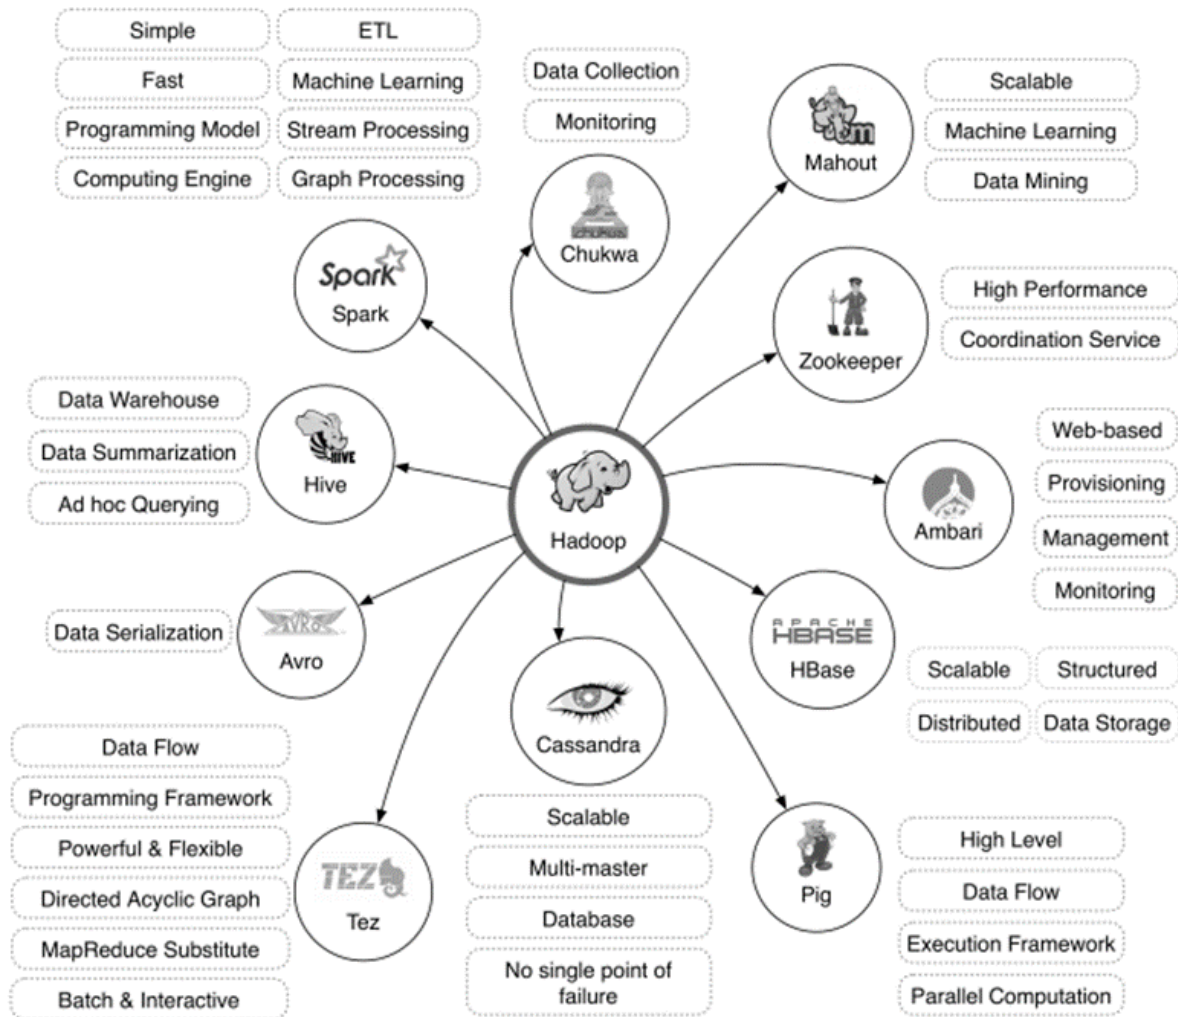 Simple
ETL
Fast
Machine Learning
Programming Model
Stream Processing
Computing Engine
Graph Processing
Spark
Spark
Data Collection
Monitoring
chukwa
Chukwa
m
Mahout
Scalable
Machine Learning
Data Mining
Zookeeper
High Performance
Coordination Service
Data Warehouse
Data Summarization
Ad hoc Querying
HIVE
Hive
Hadoop
Ambari
Web-based
Provisioning
Management
Monitoring
Data Serialization
AVRO
Avro
APACHE
HBASE
HBase
Scalable
Structured
Distributed
Data Storage
Cassandra
Scalable
Multi-master
Database
No single point of
failure
Data Flow
Programming Framework
Powerful & Flexible
Directed Acyclic Graph
MapReduce Substitute
Batch & Interactive
TEZ
Tez
Pig
High Level
Data Flow
Execution Framework
Parallel Computation